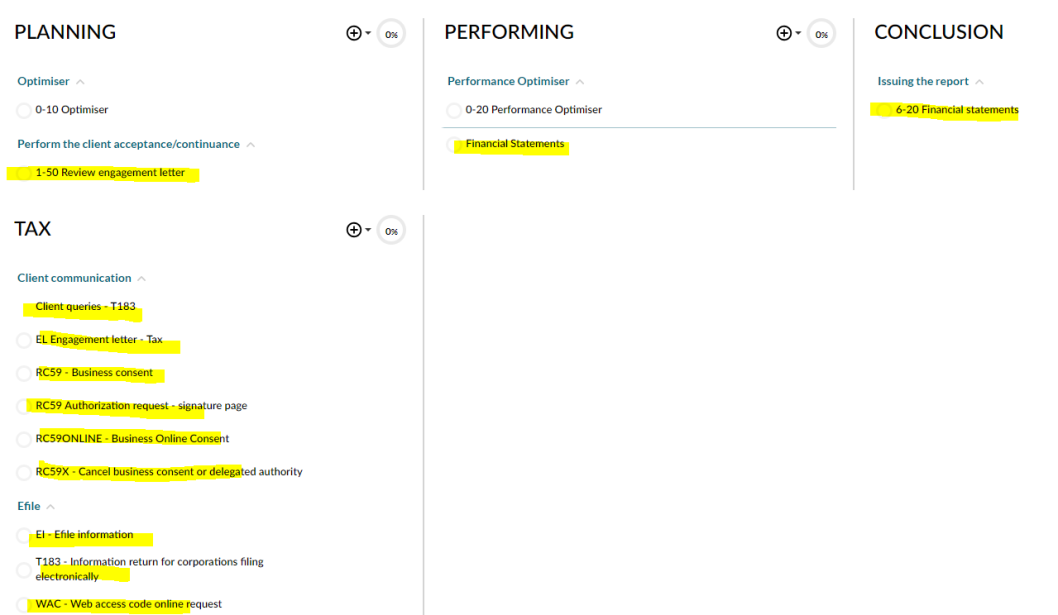 PLANNING
0%
Optimiser
0-10 Optimiser
Perform the client acceptance/continuance
1-50 Review engagement letter
PERFORMING
0%
Performance Optimiser
0-20 Performance Optimiser
Financial Statements
CONCLUSION
Issuing the report
6-20 Financial statements
TAX
0%
Client communication
Client queries - T183
EL Engagement letter - Tax
RC59 - Business consent
RC59 Authorization request - signature page
RC59ONLINE - Business Online Consent
RC59X - Cancel business consent or delegated authority
Efile
EI - Efile information
T183 - Information return for corporations filing
electronically
WAC - Web access code online request